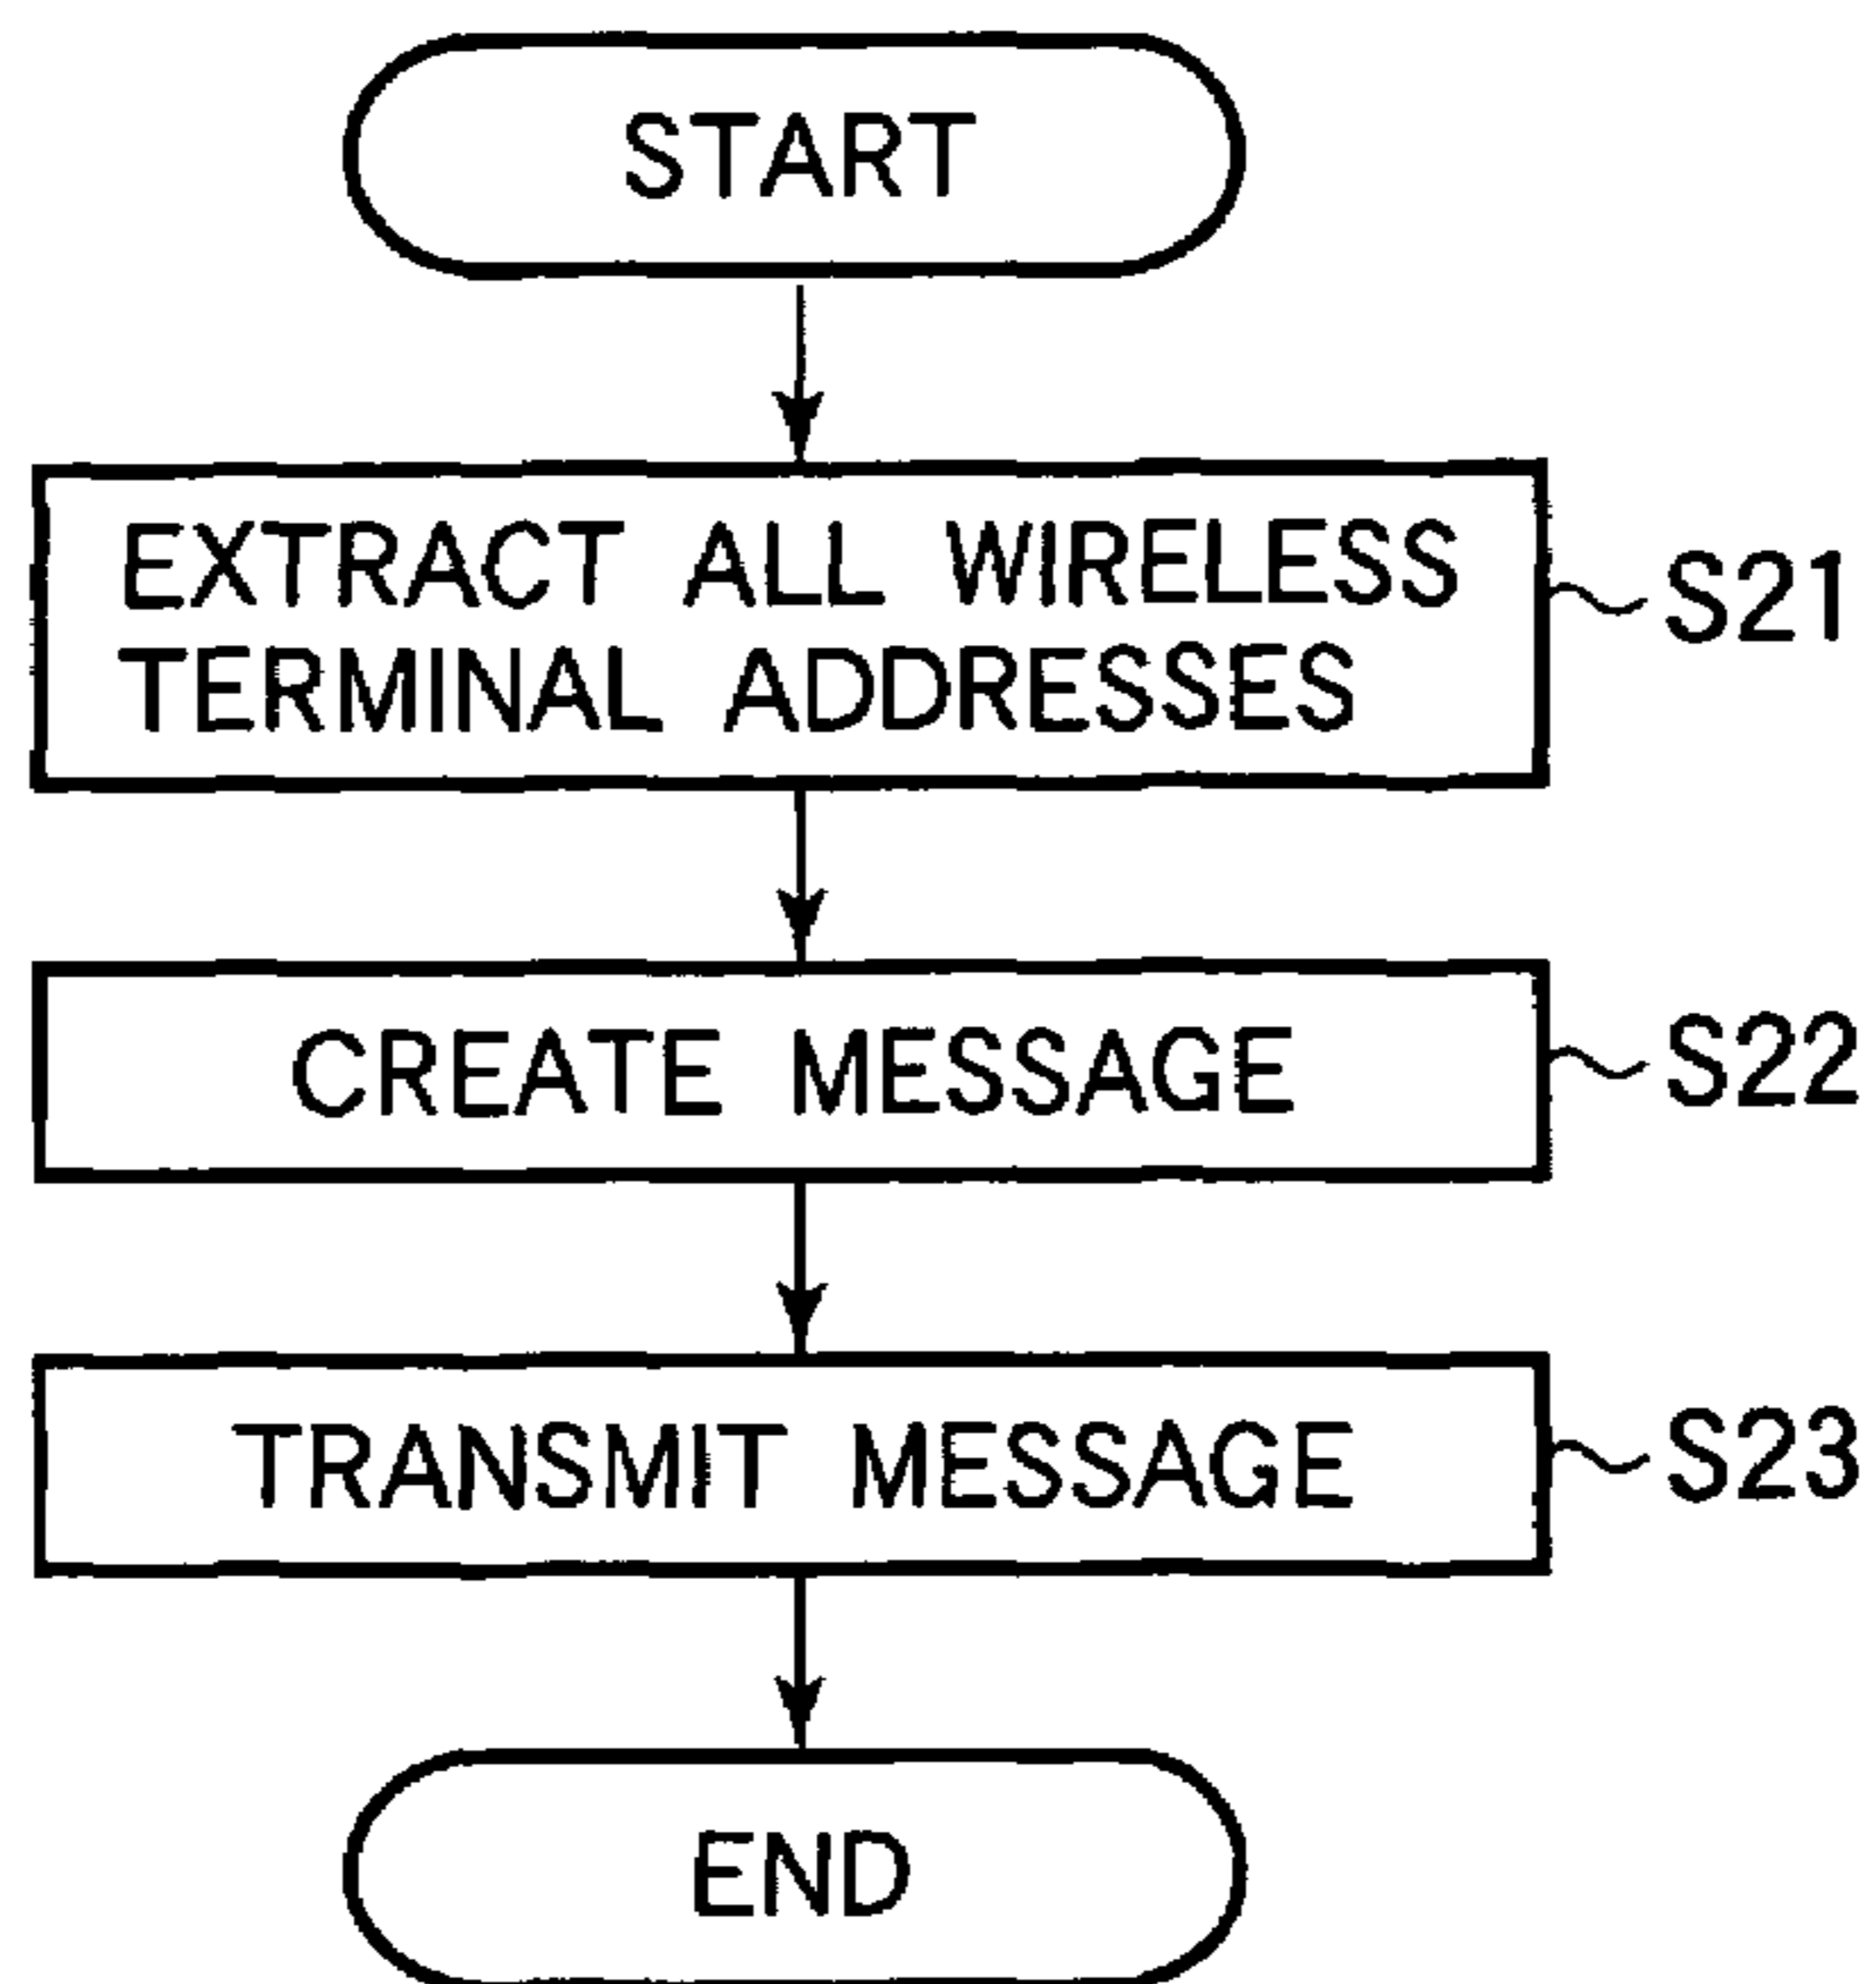 START
EXTRACT ALL WIRELESS
TERMINAL ADDRESSES
S21
CREATE MESSAGE
S22
TRANSMIT MESSAGE
S23
END